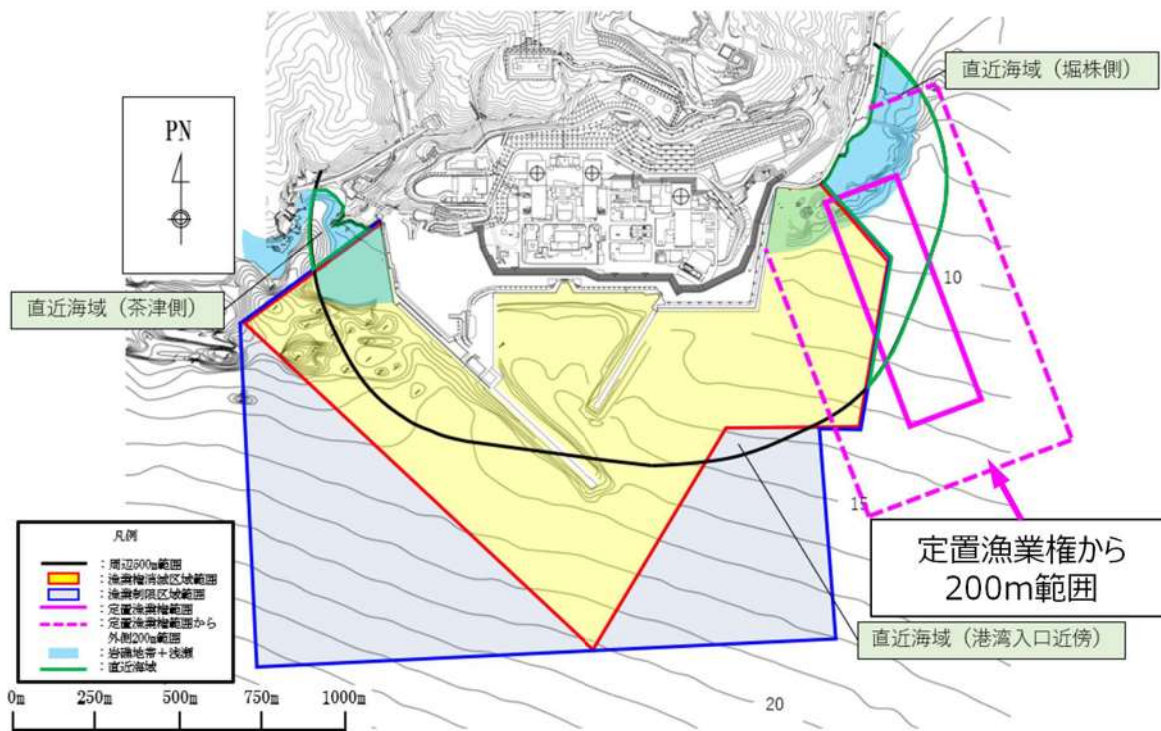 直近海域（堀株側）
PN
直近海域（茶津側）
10
15
定置漁業権から
200m範囲
直近海域（港湾入口近傍）
20
凡例
：周辺500m範囲
：漁業権消滅区域範囲
：漁業制限区域範囲
：定置漁業権範囲
：定置漁業権範囲から
外側200m範囲
：岩礁地帯＋浅瀬
：直近海域
0m 250m 500m 750m 1000m